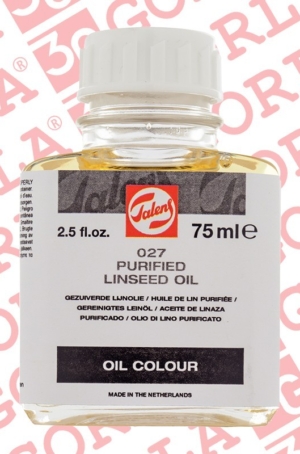 Talens
2.5 fl.oz. 75 ml e
027
PURIFIED
LINSEED OIL
GEZUIVERDE LIJNOLIE / HUILE DE LIN PURIFIÉE /
GEREINIGTES LEINÖL / ACEITE DE LINAZA
PURIFICADO / OLIO DI LINO PURIFICATO
OIL COLOUR
MADE IN THE NETHERLANDS
GORLA